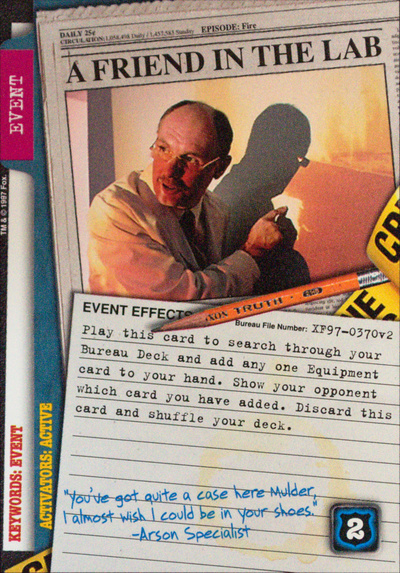 DAILY 25¢ EPISODE: Fire
CIRCULATION: 1,058,498 Daily / 1,457,583 Sunday
A FRIEND IN THE LAB
EVENT
TM & © 1997 Fox.
TRUTH
EVENT EFFECTS
Bureau File Number: XF97-0370v2
Play this card to search through your
Bureau Deck and add any one Equipment
card to your hand. Show your opponent
which card you have added. Discard this
card and shuffle your deck.
KEYWORDS: EVENT
ACTIVATORS: ACTIVE
"You've got quite a case here Mulder,
I almost wish I could be in your shoes."
-Arson Specialist
2